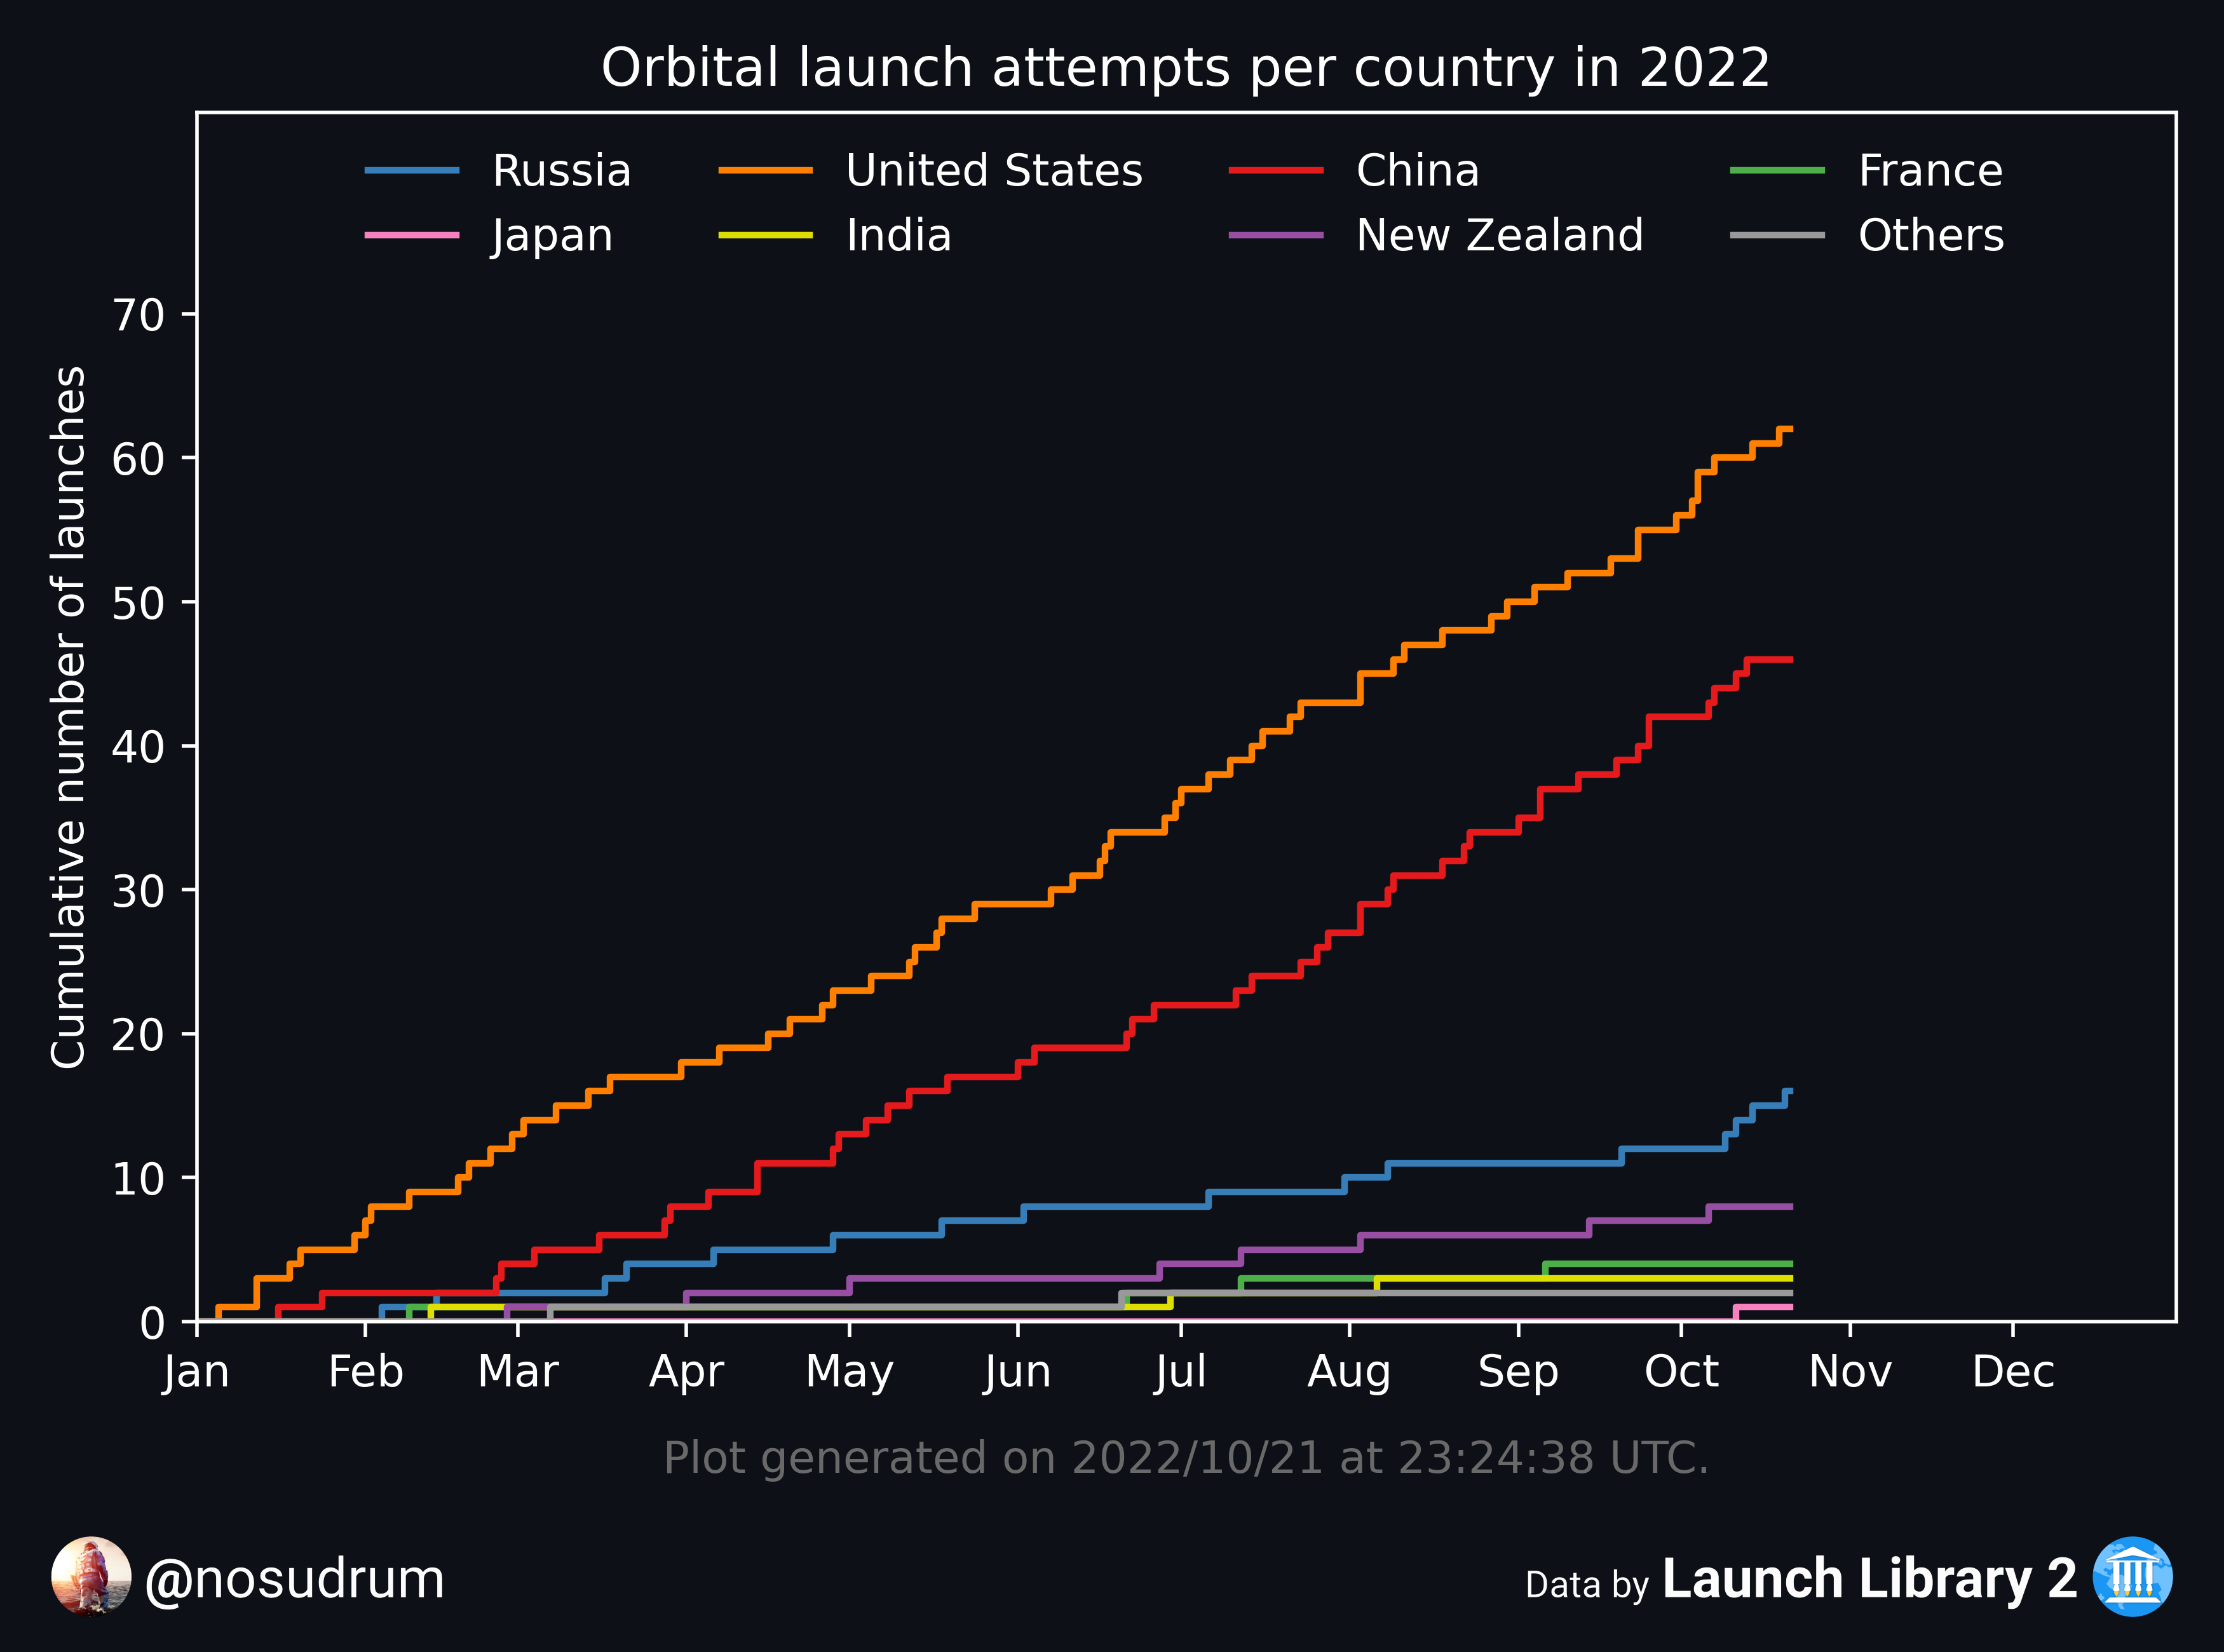 Orbital launch attempts per country in 2022
Russia United States China France
Japan India New Zealand Others
Cumulative number of launches
70
60
50
40
30
20
10
0
Jan Feb Mar Apr May Jun Jul Aug Sep Oct Nov Dec
Plot generated on 2022/10/21 at 23:24:38 UTC.
@nosudrum
Data by Launch Library 2